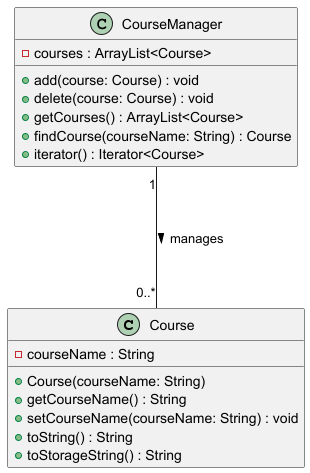 C CourseManager
courses : ArrayList<Course>
add(course: Course) : void
delete(course: Course) : void
getCourses() : ArrayList<Course>
findCourse(courseName: String) : Course
iterator() : Iterator<Course>
1
manages
0..*
C Course
courseName : String
Course(courseName: String)
getCourseName() : String
setCourseName(courseName: String) : void
toString() : String
toStorageString() : String